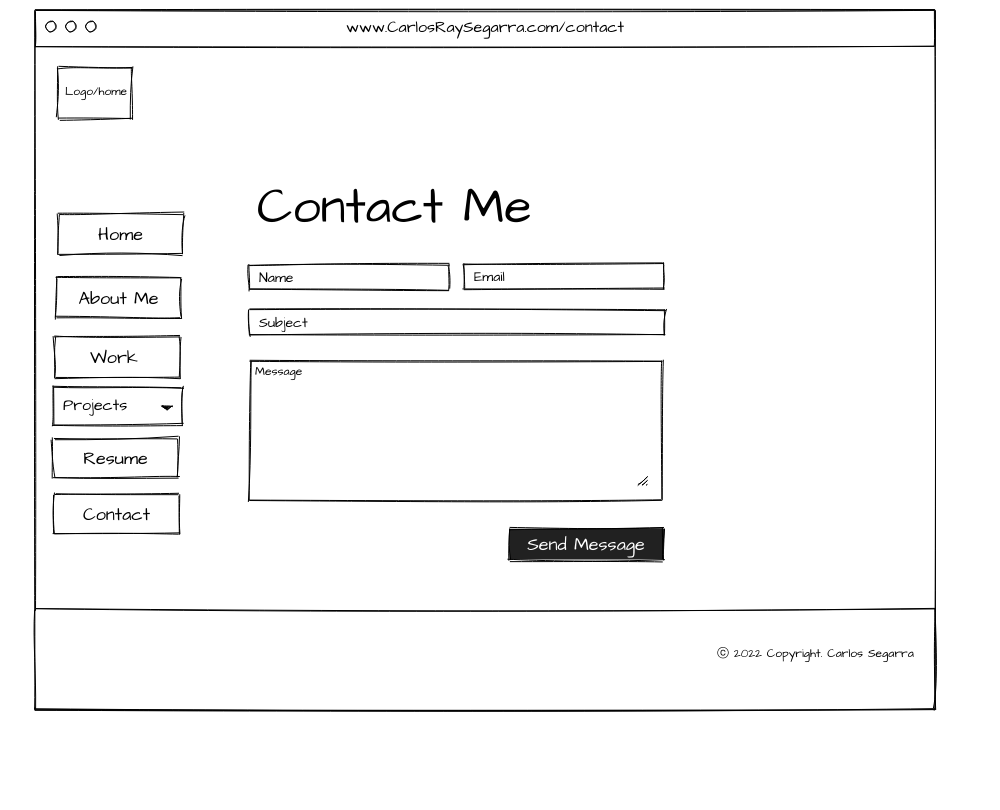 www.CarlosRaySegarra.com/contact
Logo/home
Contact Me
Home
About Me
Work
Projects
Resume
Contact
Name
Email
Subject
Message
Send Message
© 2022 Copyright. Carlos Segarra